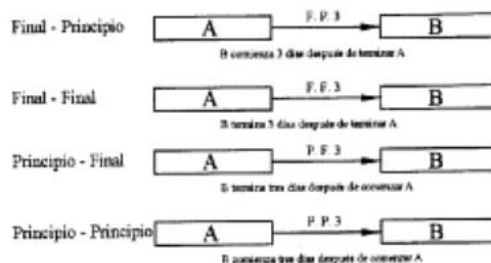 Final - Principio A F. P. 3 B
B comienza 3 días después de terminar A
Final - Final A F. F. 3 B
B termina 3 días después de terminar A
Principio - Final A P. F. 3 B
B termina tres días después de comenzar A
Principio - Principio A P. P. 3 B
B comienza tres días después de comenzar A